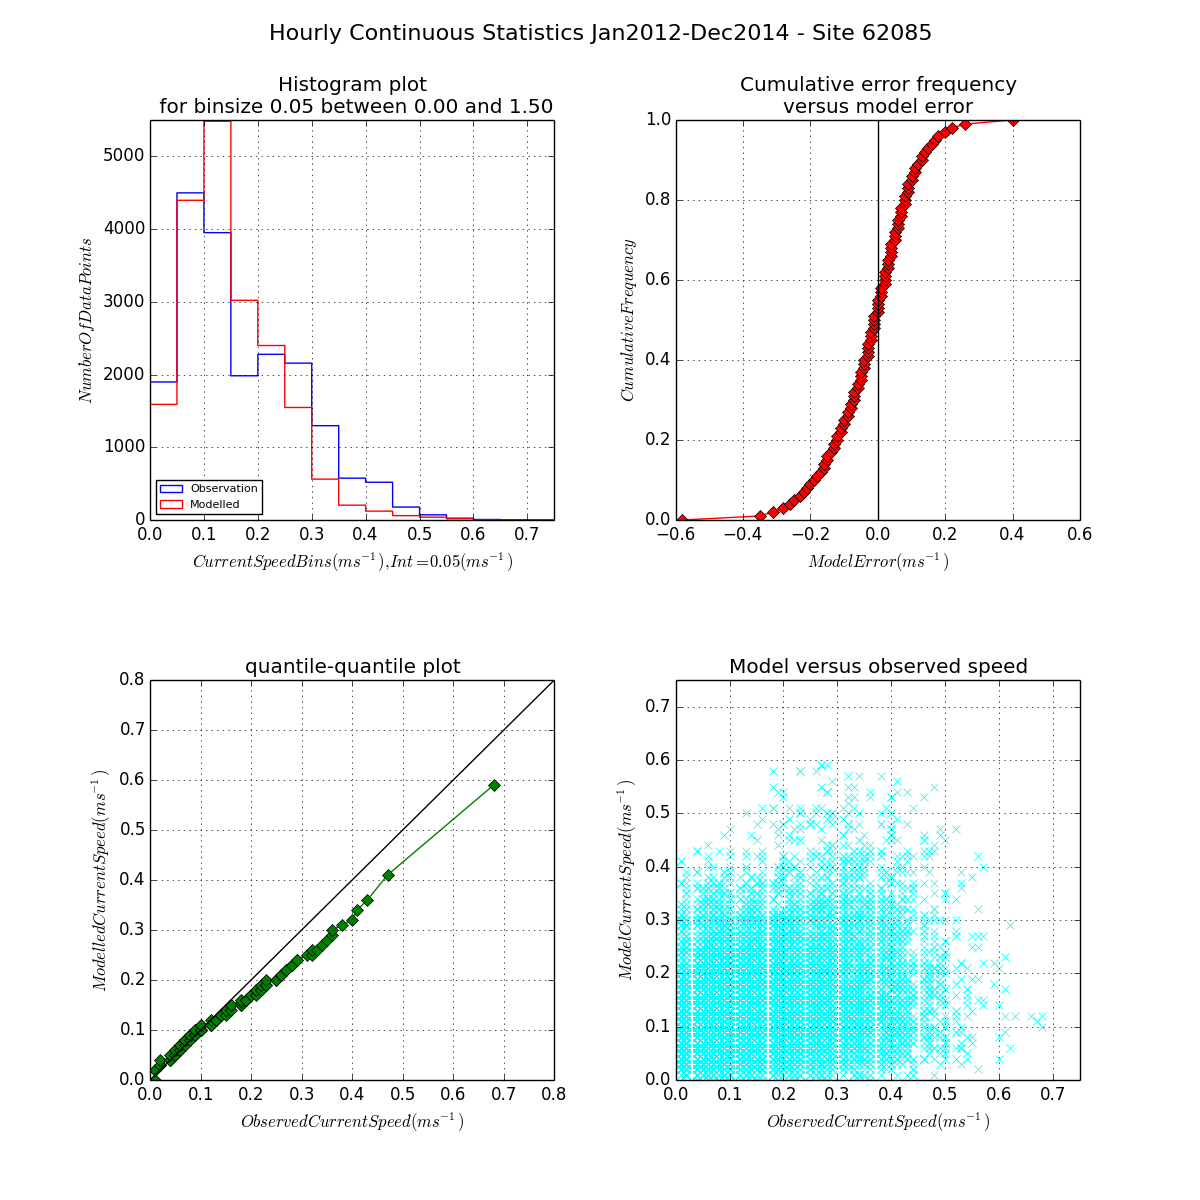 Hourly Continuous Statistics Jan2012-Dec2014 - Site 62085
Histogram plot
for binsize 0.05 between 0.00 and 1.50
5000
4000
3000
2000
1000
0
NumberOfDataPoints
Observation
Modelled
0.0 0.1 0.2 0.3 0.4 0.5 0.6 0.7
CurrentSpeedBins(ms⁻¹),Int=0.05(ms⁻¹)
Cumulative error frequency
versus model error
1.0
0.8
0.6
0.4
0.2
0.0
CumulativeFrequency
−0.6 −0.4 −0.2 0.0 0.2 0.4 0.6
ModelError(ms⁻¹)
quantile-quantile plot
0.8
0.7
0.6
0.5
0.4
0.3
0.2
0.1
0.0
ModelledCurrentSpeed(ms⁻¹)
0.0 0.1 0.2 0.3 0.4 0.5 0.6 0.7 0.8
ObservedCurrentSpeed(ms⁻¹)
Model versus observed speed
0.7
0.6
0.5
0.4
0.3
0.2
0.1
0.0
ModelCurrentSpeed(ms⁻¹)
0.0 0.1 0.2 0.3 0.4 0.5 0.6 0.7
ObservedCurrentSpeed(ms⁻¹)